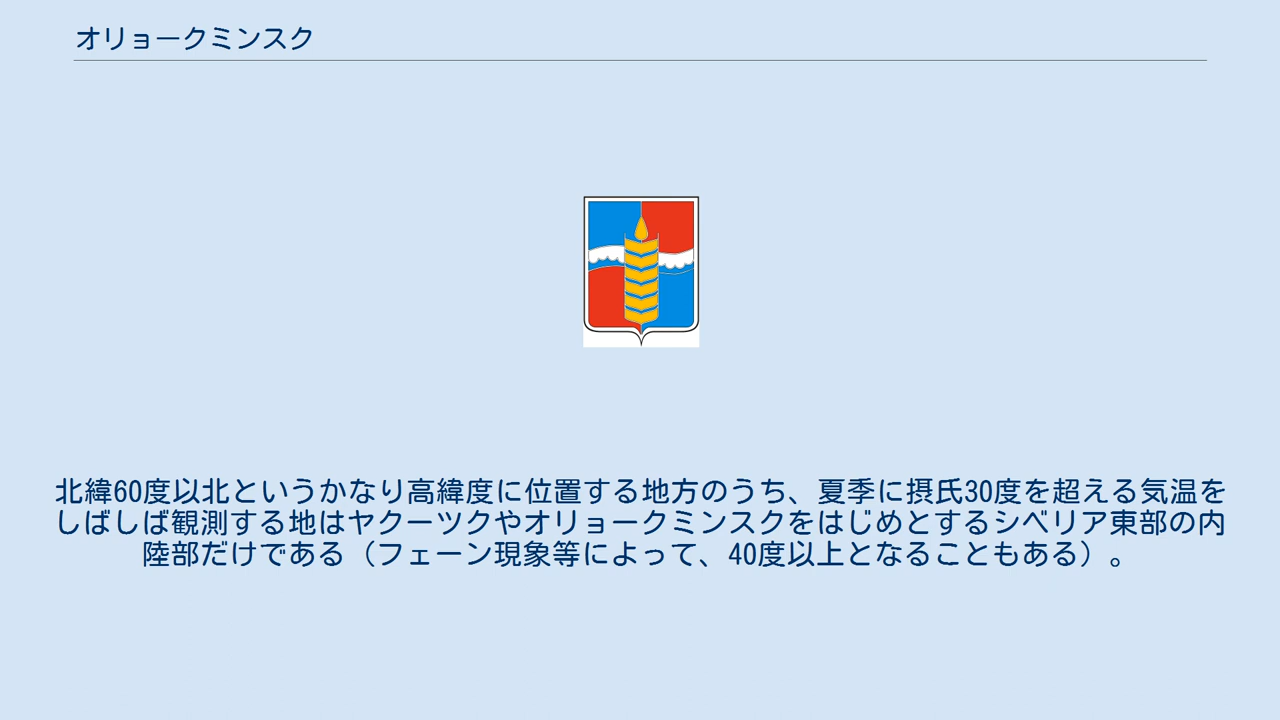 オリョークミンスク
北緯60度以北というかなり高緯度に位置する地方のうち、夏季に摂氏30度を超える気温を
しばしば観測する地はヤクーツクやオリョークミンスクをはじめとするシベリア東部の内
陸部だけである（フェーン現象等によって、40度以上となることもある）。